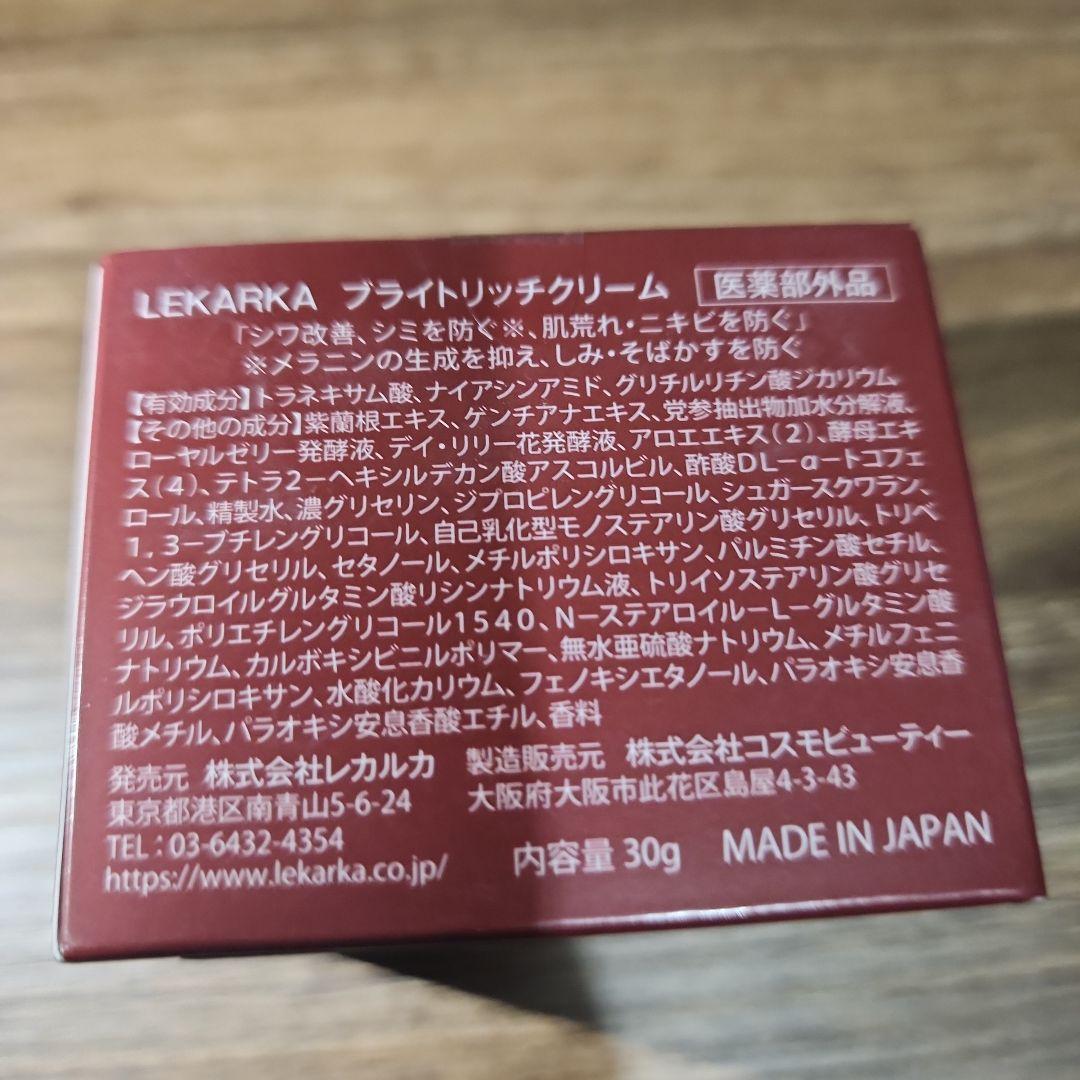 LEKARKA ブライトリッチクリーム 医薬部外品
「シワ改善、シミを防ぐ※、肌荒れ・ニキビを防ぐ」
※メラニンの生成を抑え、しみ・そばかすを防ぐ
【有効成分】トラネキサム酸、ナイアシンアミド、グリチルリチン酸ジカリウム
【その他の成分】紫蘭根エキス、ゲンチアナエキス、党参抽出物加水分解液、
ローヤルゼリー発酵液、デイ・リリー花発酵液、アロエエキス(2)、酵母エキ
ス(4)、テトラ2-ヘキシルデカン酸アスコルビル、酢酸DL-α-トコフェ
ロール、精製水、濃グリセリン、ジプロピレングリコール、シュガースクワラン、
1,3-ブチレングリコール、自己乳化型モノステアリン酸グリセリル、トリベ
ヘン酸グリセリル、セタノール、メチルポリシロキサン、パルミチン酸セチル、
ジラウロイルグルタミン酸リシンナトリウム液、トリイソステアリン酸グリセ
リル、ポリエチレングリコール1540、N-ステアロイル-L-グルタミン酸
ナトリウム、カルボキシビニルポリマー、無水亜硫酸ナトリウム、メチルフェニ
ルポリシロキサン、水酸化カリウム、フェノキシエタノール、パラオキシ安息香
酸メチル、パラオキシ安息香酸エチル、香料
発売元 株式会社レカルカ 製造販売元 株式会社コスモビューティー
東京都港区南青山5-6-24 大阪府大阪市此花区島屋4-3-43
TEL：03-6432-4354
https://www.lekarka.co.jp/ 内容量 30g MADE IN JAPAN